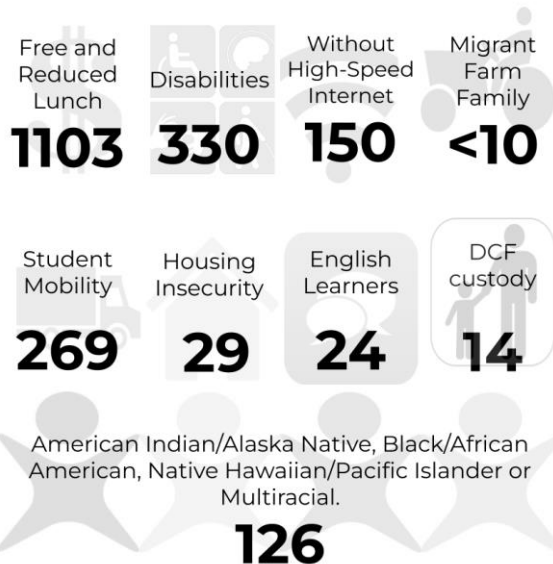 Free and
Reduced
Lunch
1103
Disabilities
330
Without
High-Speed
Internet
150
Migrant
Farm
Family
<10
Student
Mobility
269
Housing
Insecurity
29
English
Learners
24
DCF
custody
14
American Indian/Alaska Native, Black/African
American, Native Hawaiian/Pacific Islander or
Multiracial.
126